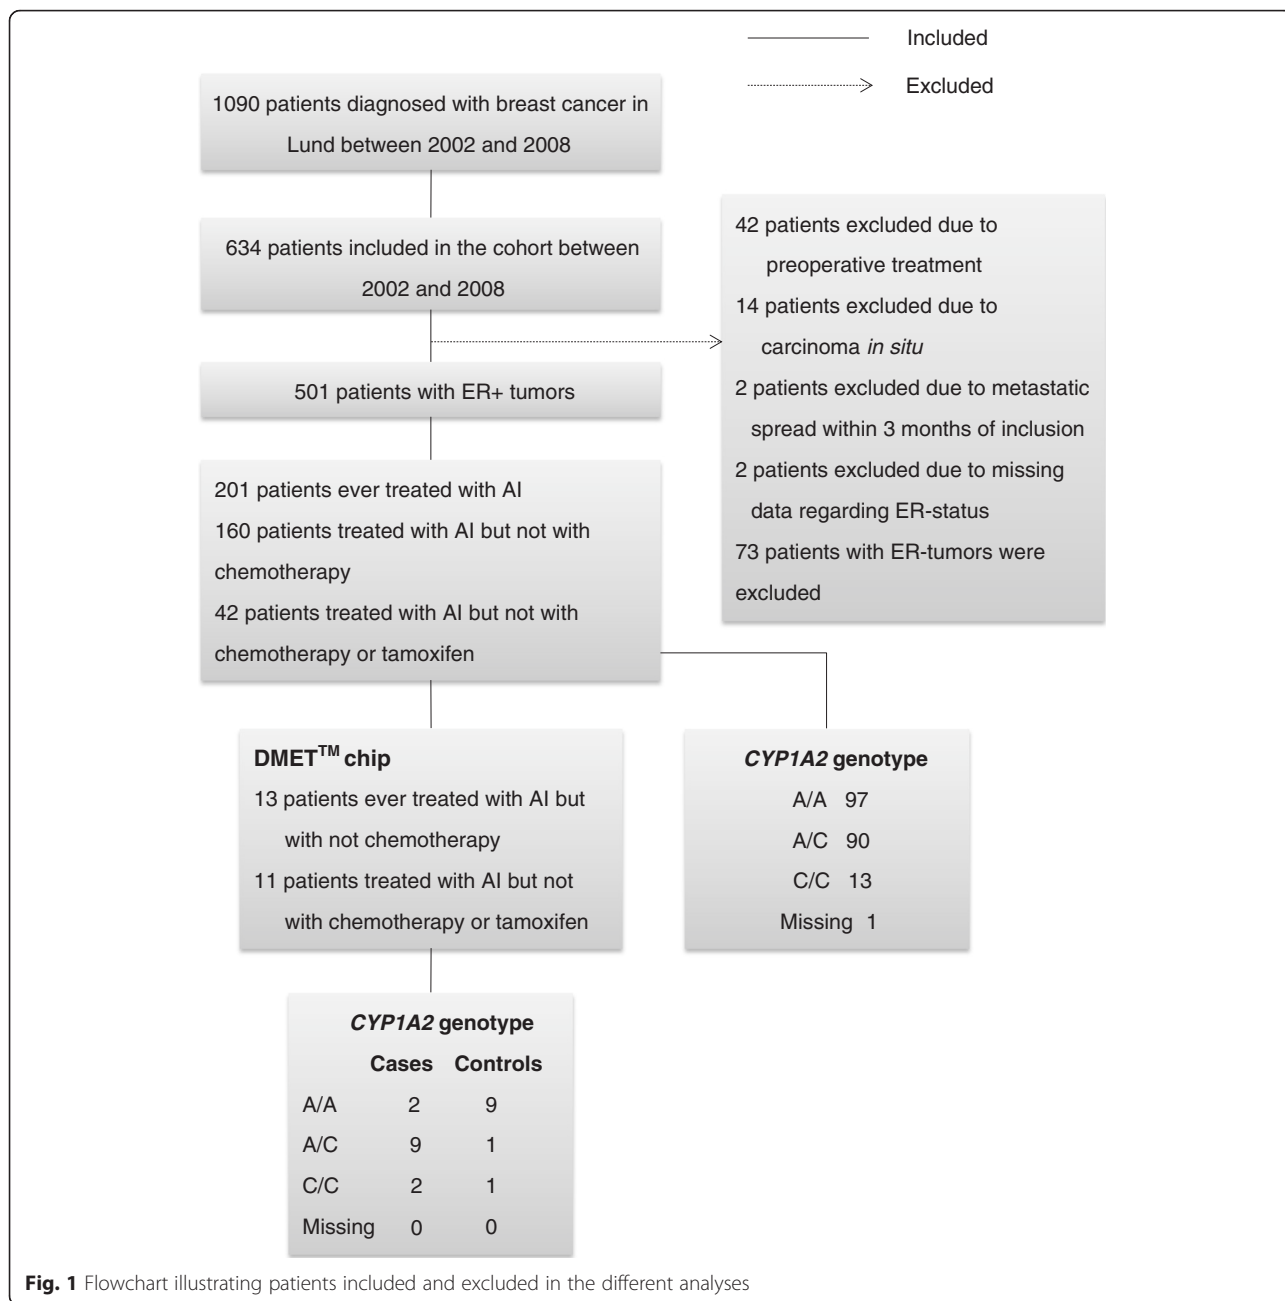 Included
Excluded
1090 patients diagnosed with breast cancer in
Lund between 2002 and 2008
634 patients included in the cohort between
2002 and 2008
42 patients excluded due to
preoperative treatment
14 patients excluded due to
carcinoma in situ
2 patients excluded due to metastatic
spread within 3 months of inclusion
2 patients excluded due to missing
data regarding ER-status
73 patients with ER-tumors were
excluded
501 patients with ER+ tumors
201 patients ever treated with AI
160 patients treated with AI but not with
chemotherapy
42 patients treated with AI but not with
chemotherapy or tamoxifen
DMET™ chip
13 patients ever treated with AI but
with not chemotherapy
11 patients treated with AI but not
with chemotherapy or tamoxifen
CYP1A2 genotype
A/A 97
A/C 90
C/C 13
Missing 1
CYP1A2 genotype
Cases Controls
A/A 2 9
A/C 9 1
C/C 2 1
Missing 0 0
Fig. 1 Flowchart illustrating patients included and excluded in the different analyses